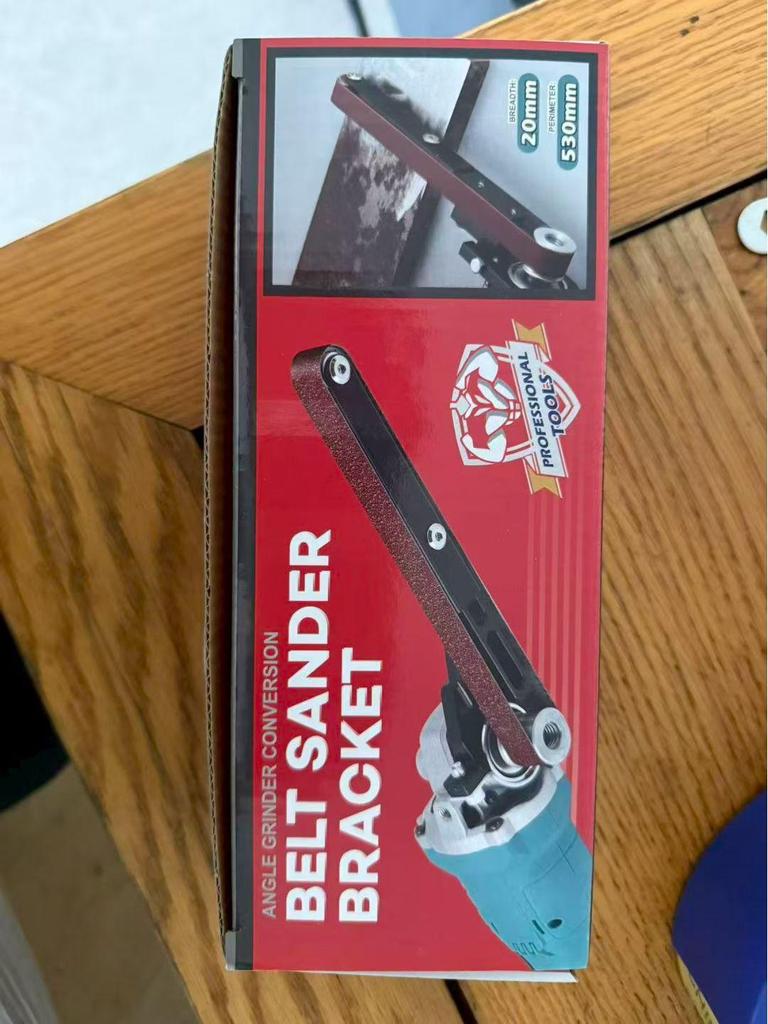 ANGLE GRINDER CONVERSION
BELT SANDER
BRACKET
PROFESSIONAL
TOOLS
BREADTH:
20mm
PERIMETER:
530mm